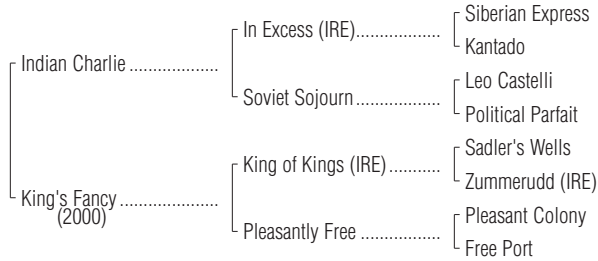 Siberian Express
In Excess (IRE)...................
Kantado
Indian Charlie ....................
Leo Castelli
Soviet Sojourn ...................
Political Parfait
Sadler's Wells
King of Kings (IRE)............
Zummerudd (IRE)
King's Fancy ......................
(2000)
Pleasant Colony
Pleasantly Free ..................
Free Port